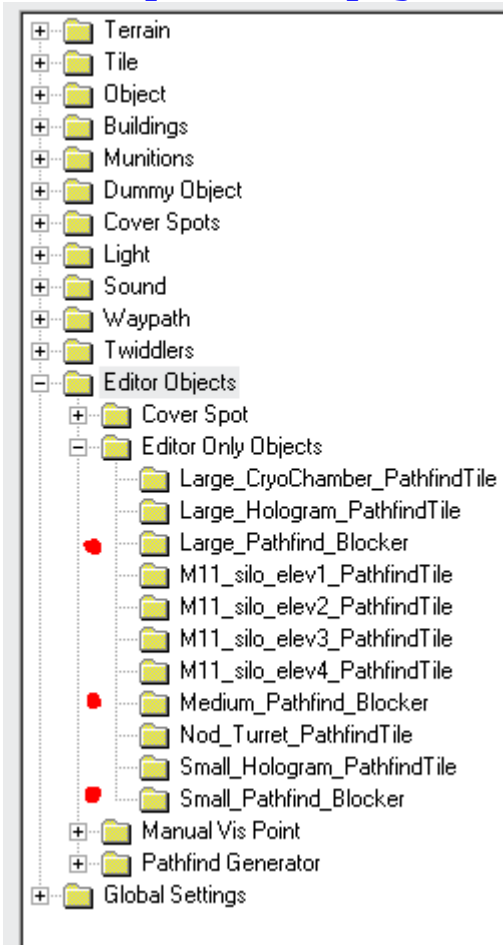 Terrain
Tile
Object
Buildings
Munitions
Dummy Object
Cover Spots
Light
Sound
Waypath
Twiddlers
Editor Objects
Cover Spot
Editor Only Objects
Large_CryoChamber_PathfindTile
Large_Hologram_PathfindTile
Large_Pathfind_Blocker
M11_silo_elev1_PathfindTile
M11_silo_elev2_PathfindTile
M11_silo_elev3_PathfindTile
M11_silo_elev4_PathfindTile
Medium_Pathfind_Blocker
Nod_Turret_PathfindTile
Small_Hologram_PathfindTile
Small_Pathfind_Blocker
Manual Vis Point
Pathfind Generator
Global Settings